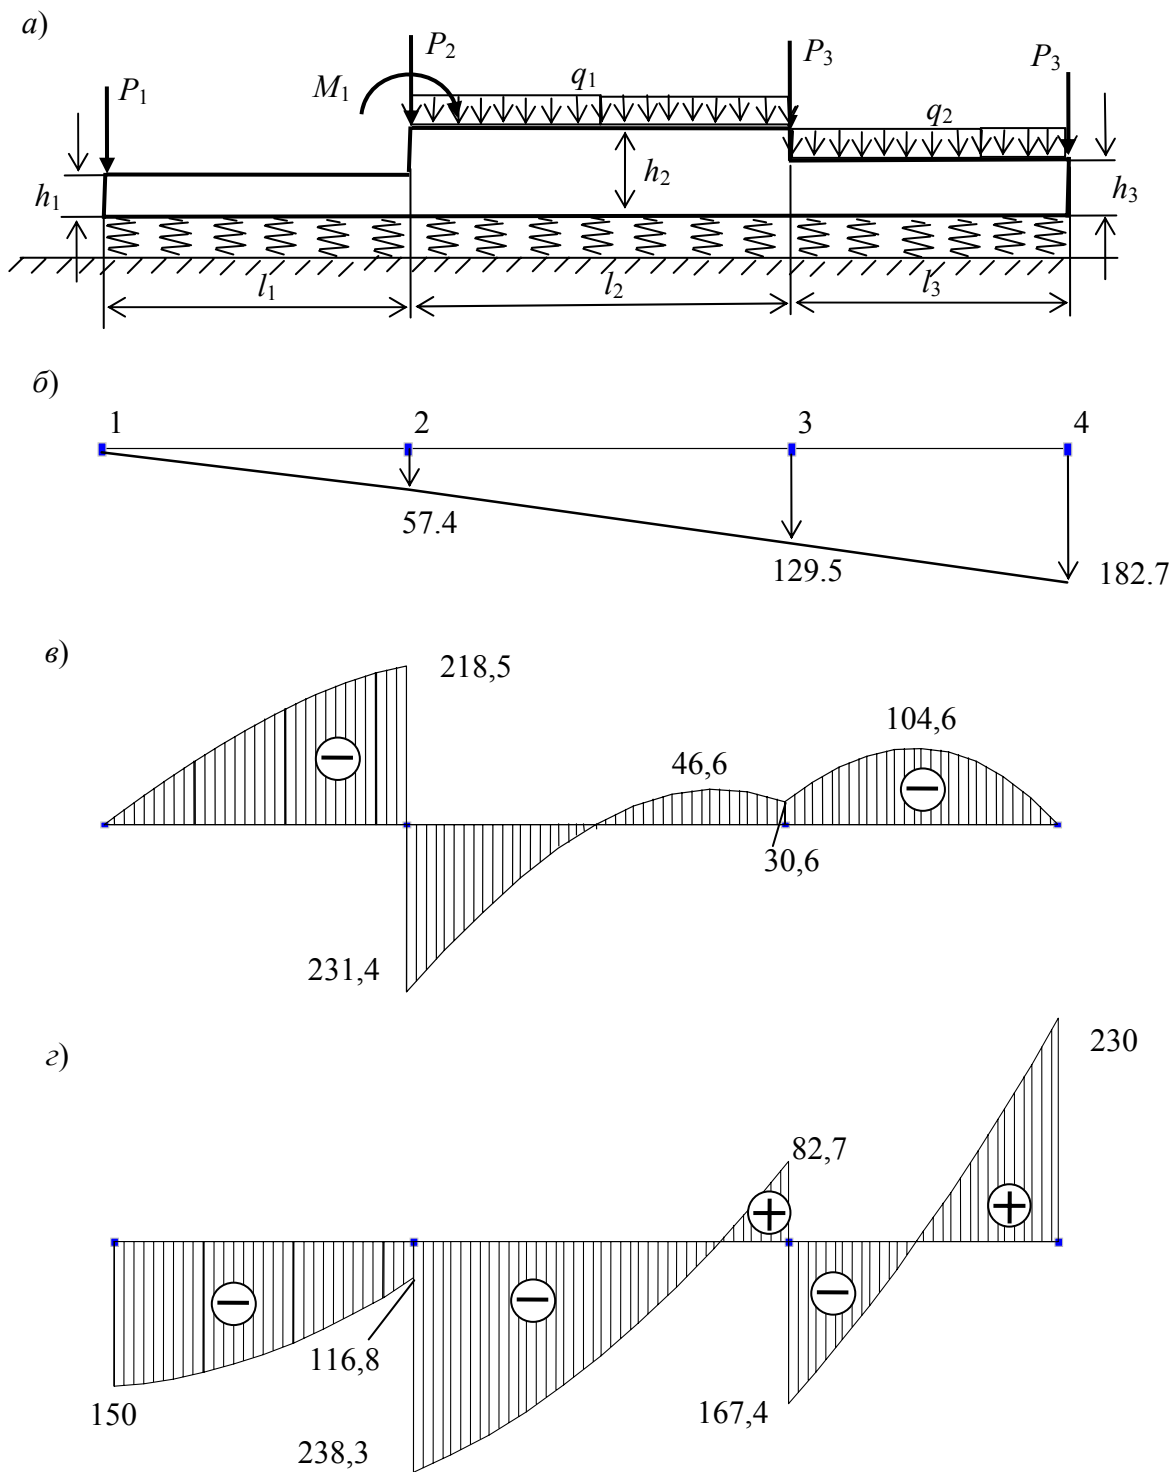 а)
P₁
M₁
P₂
q₁
P₃
q₂
P₃
h₁
h₂
h₃
l₁
l₂
l₃
б)
1
2
3
4
57.4
129.5
182.7
в)
218,5
−
231,4
46,6
30,6
104,6
−
г)
150
−
116,8
238,3
−
82,7
+
167,4
−
+
230